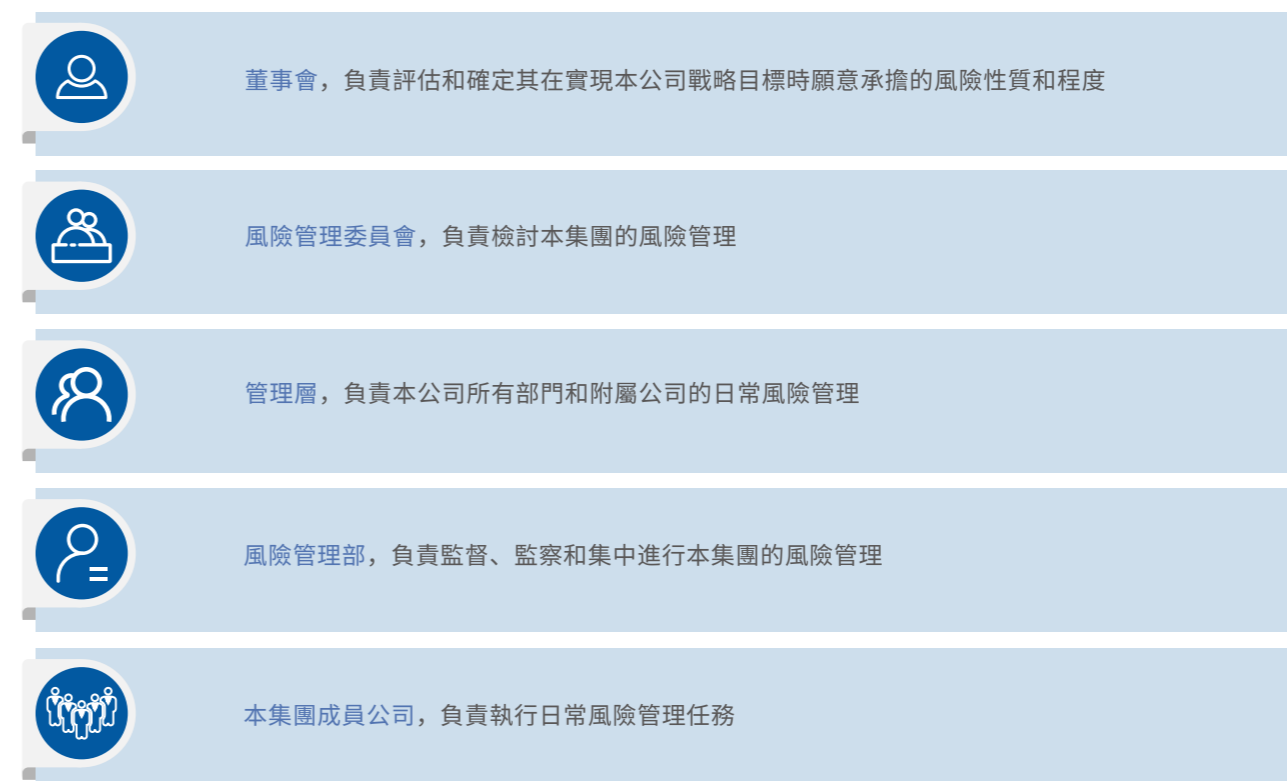 董事會，負責評估和確定其在實現本公司戰略目標時願意承擔的風險性質和程度
風險管理委員會，負責檢討本集團的風險管理
管理層，負責本公司所有部門和附屬公司的日常風險管理
風險管理部，負責監督、監察和集中進行本集團的風險管理
本集團成員公司，負責執行日常風險管理任務